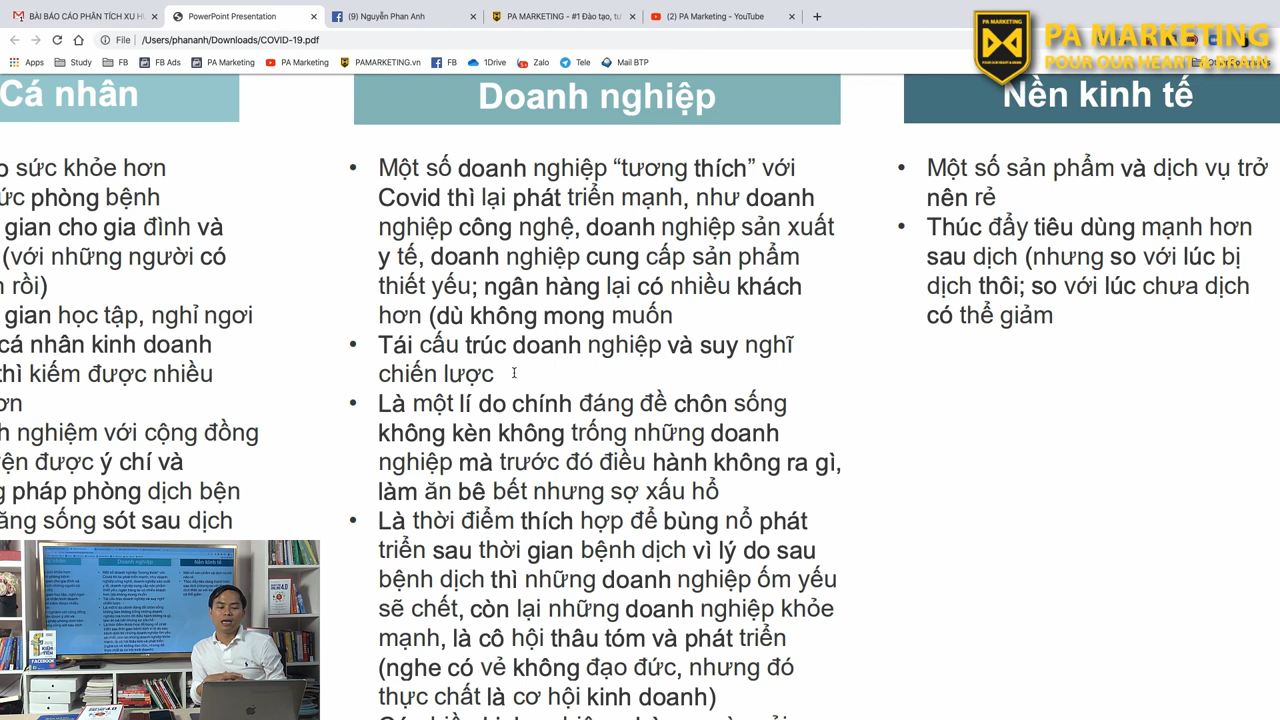 BÀI BÁO CÁO PHÂN TÍCH XU H
PowerPoint Presentation
(9) Nguyễn Phan Anh
PA MARKETING - #1 Đào tạo, tư
(2) PA Marketing - YouTube
File
/Users/phananh/Downloads/COVID-19.pdf
Apps
Study
FB
FB Ads
PA Marketing
PA Marketing
PAMARKETING.vn
FB
1Drive
Zalo
Tele
Mail BTP
PA MARKETING
PA MARKETING
POUR OUR HEART & BRAIN
Cá nhân
o sức khỏe hơn
ức phòng bệnh
gian cho gia đình và
(với những người có
n rồi)
gian học tập, nghỉ ngơi
cá nhân kinh doanh
thì kiếm được nhiều
ơn
h nghiệm với cộng đồng
yện được ý chí và
g pháp phòng dịch bện
ăng sống sót sau dịch
Doanh nghiệp
• Một số doanh nghiệp “tương thích” với
Covid thì lại phát triển mạnh, như doanh
nghiệp công nghệ, doanh nghiệp sản xuất
y tế, doanh nghiệp cung cấp sản phẩm
thiết yếu; ngân hàng lại có nhiều khách
hơn (dù không mong muốn
• Tái cấu trúc doanh nghiệp và suy nghĩ
chiến lược
• Là một lí do chính đáng để chôn sống
không kèn không trống những doanh
nghiệp mà trước đó điều hành không ra gì,
làm ăn bê bết nhưng sợ xấu hổ
• Là thời điểm thích hợp để bùng nổ phát
triển sau thời gian bệnh dịch vì lý do sau
bệnh dịch thì những doanh nghiệp ốm yếu
sẽ chết, còn lại những doanh nghiệp khỏe
mạnh, là cô hội thâu tóm và phát triển
(nghe có vẻ không đạo đức, nhưng đó
thực chất là cơ hội kinh doanh)
Nền kinh tế
• Một số sản phẩm và dịch vụ trở
nên rẻ
• Thúc đẩy tiêu dùng mạnh hơn
sau dịch (nhưng so với lúc bị
dịch thôi; so với lúc chưa dịch
có thể giảm